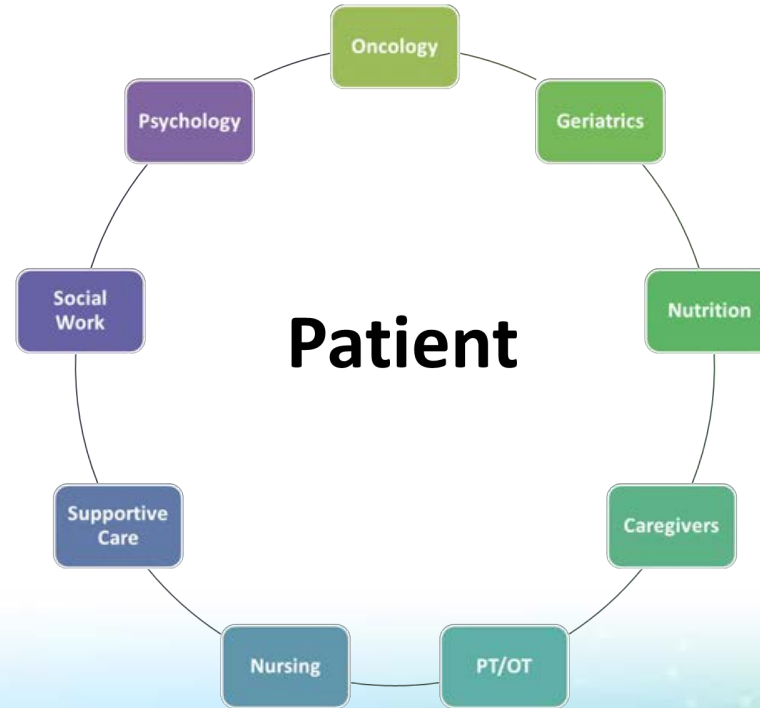 Oncology
Psychology
Geriatrics
Social
Work
Nutrition
Patient
Supportive
Care
Caregivers
Nursing
PT/OT